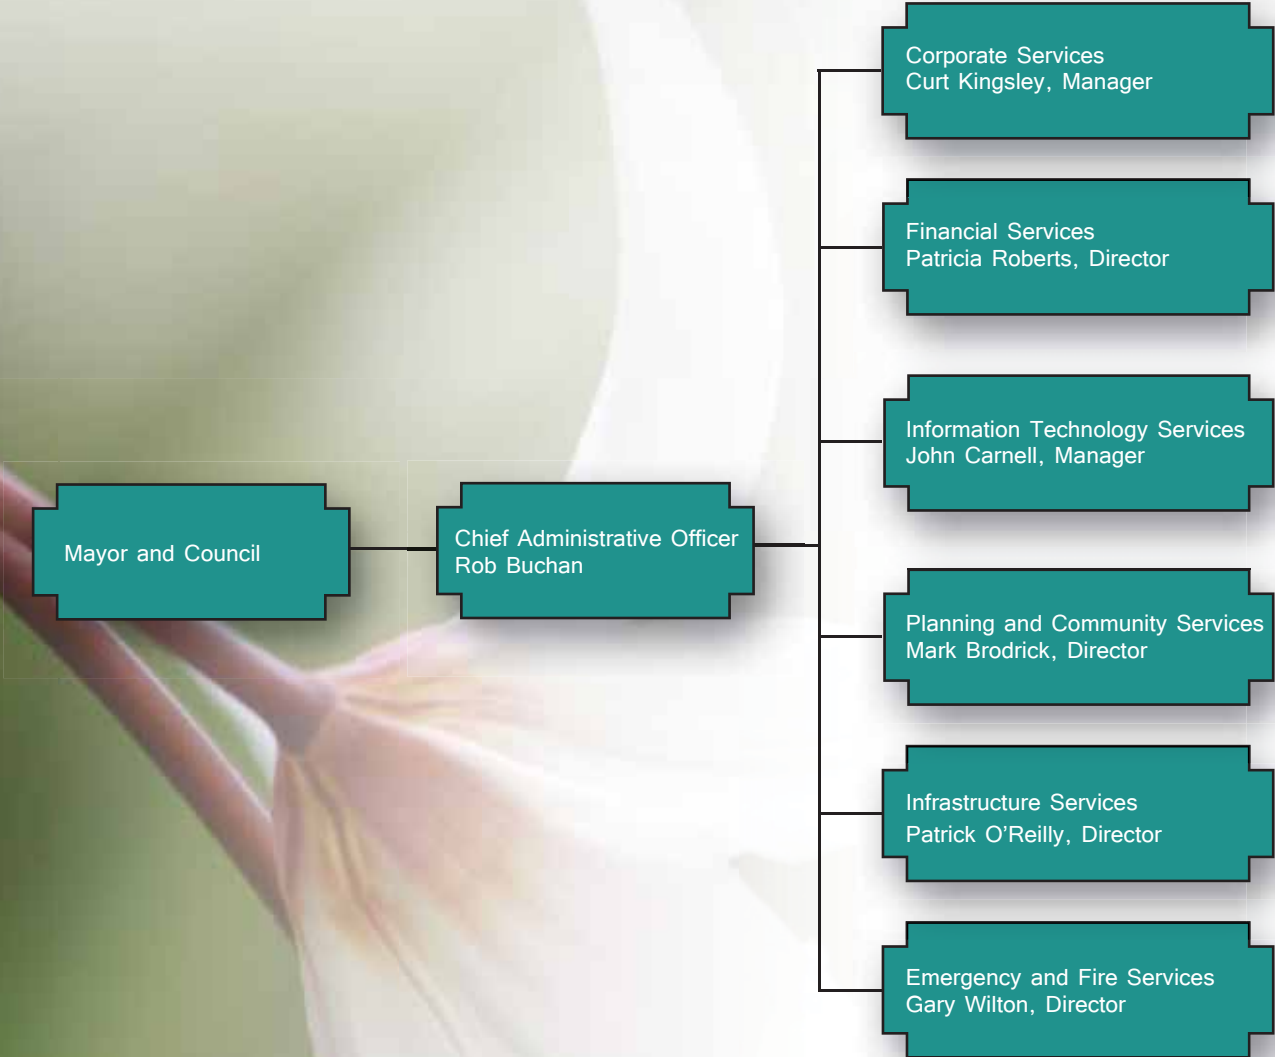 Corporate Services
Curt Kingsley, Manager
Financial Services
Patricia Roberts, Director
Information Technology Services
John Carnell, Manager
Mayor and Council
Chief Administrative Officer
Rob Buchan
Planning and Community Services
Mark Brodrick, Director
Infrastructure Services
Patrick O’Reilly, Director
Emergency and Fire Services
Gary Wilton, Director